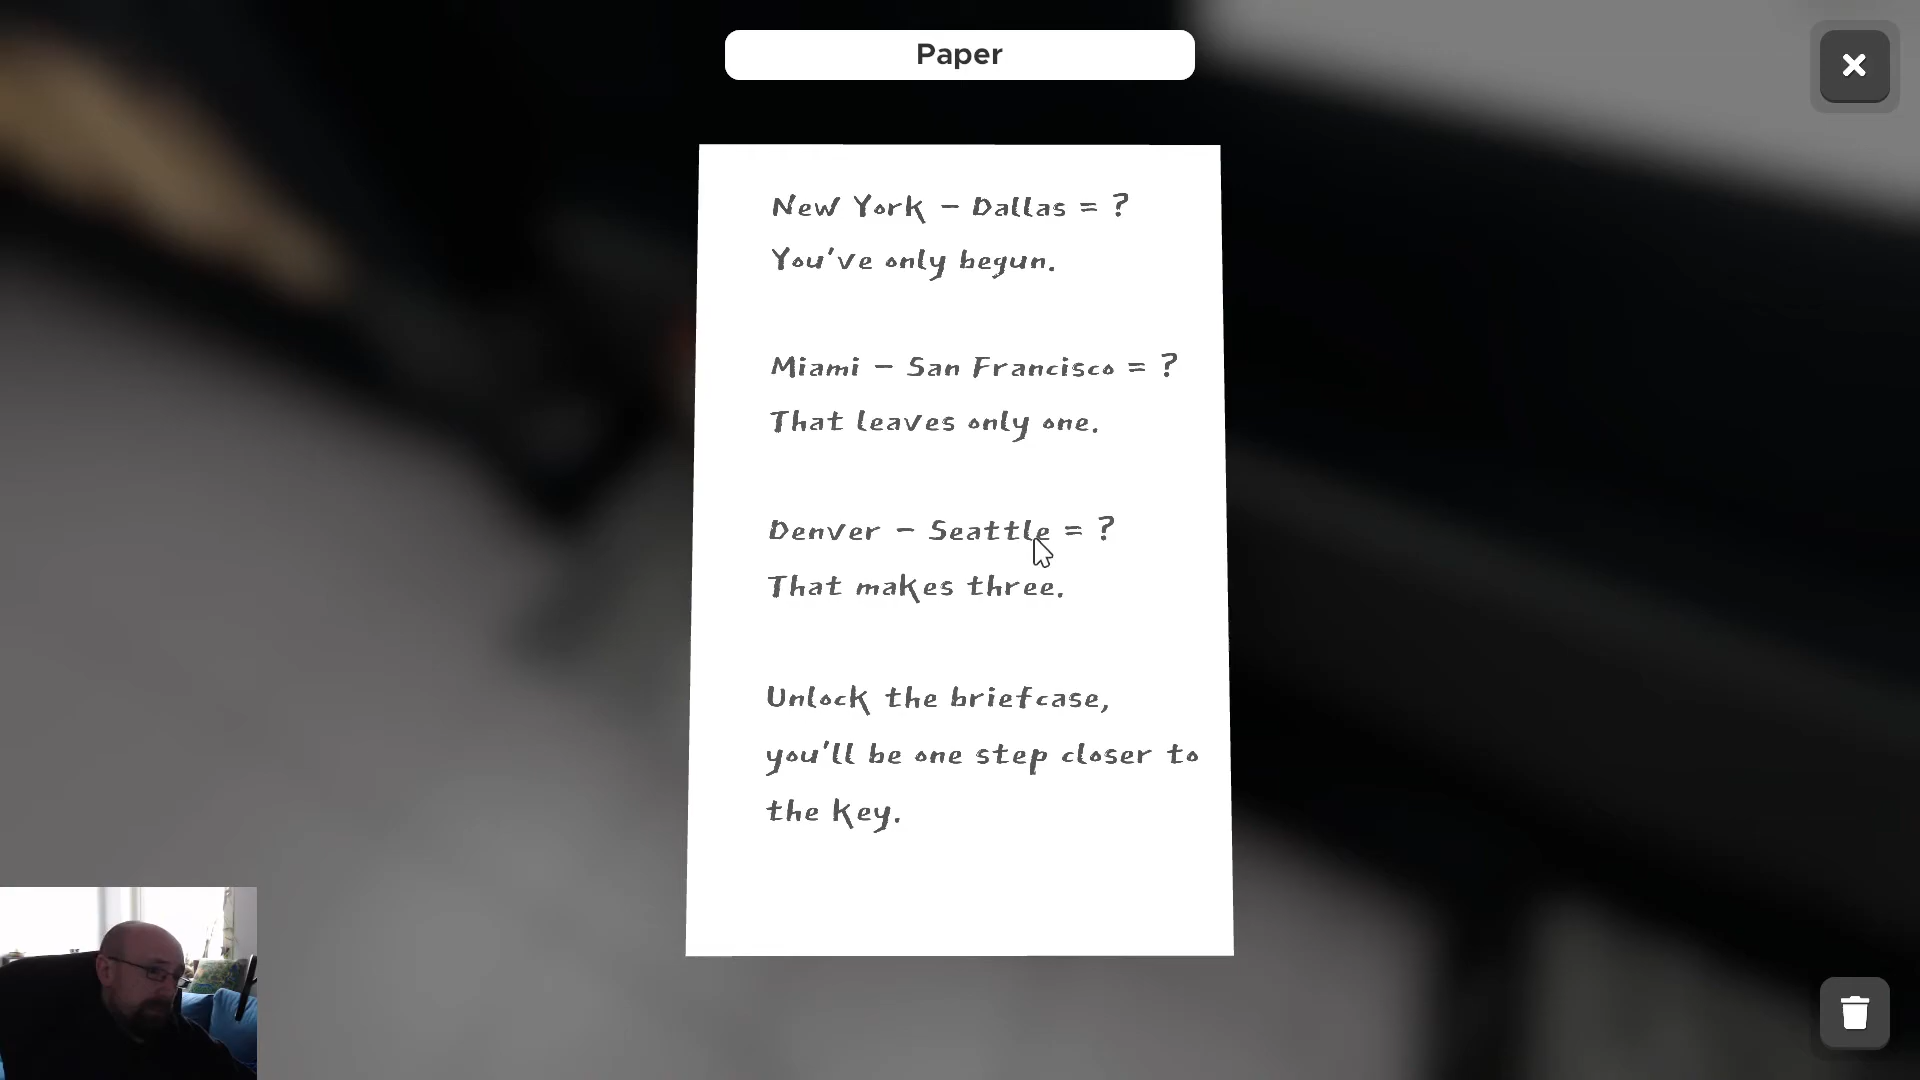 Paper
New York - Dallas = ?
You've only begun.
Miami - San Francisco = ?
That leaves only one.
Denver - Seattle = ?
That makes three.
Unlock the briefcase,
you'll be one step closer to
the key.